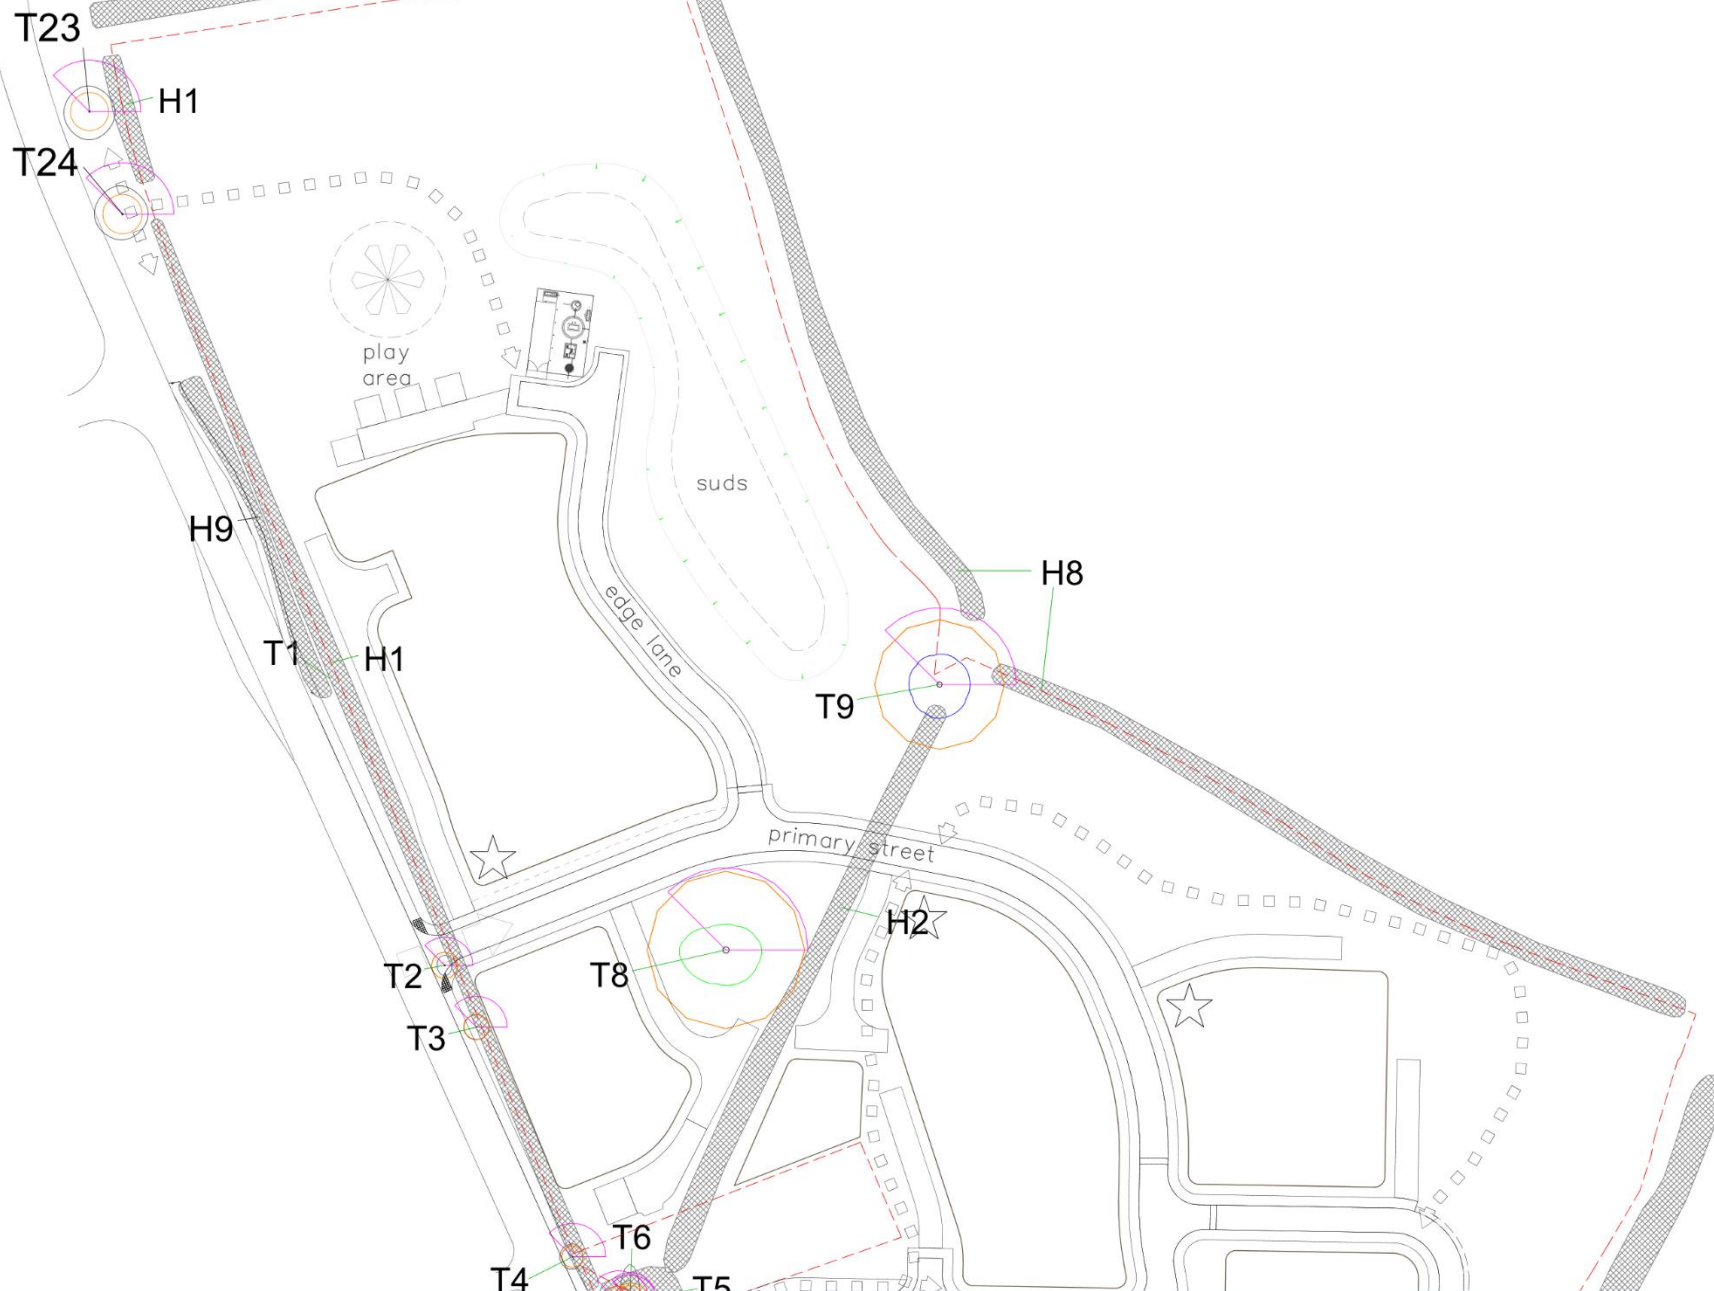 T23
H1
T24
play
area
suds
H9
H8
edge lane
T1
H1
T9
primary street
H2
T8
T2
T3
T6
T4
T5